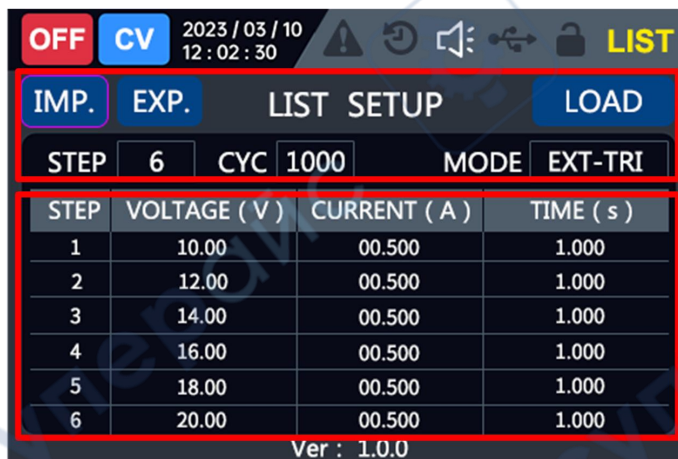 OFF CV 2023 / 03 / 10 LIST
12 : 02 : 30
IMP. EXP. LIST SETUP LOAD
STEP 6 CYC 1000 MODE EXT-TRI
STEP VOLTAGE ( V ) CURRENT ( A ) TIME ( s )
1 10.00 00.500 1.000
2 12.00 00.500 1.000
3 14.00 00.500 1.000
4 16.00 00.500 1.000
5 18.00 00.500 1.000
6 20.00 00.500 1.000
Ver : 1.0.0